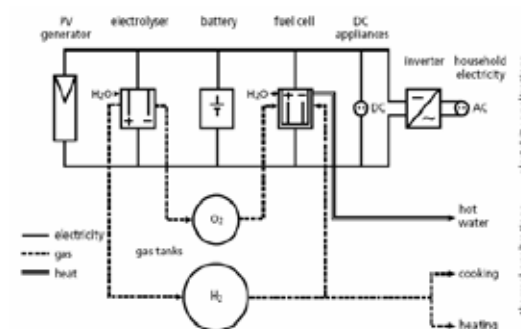 PV generator
electrolyser
battery
fuel cell
DC appliances
inverter
household electricity
H₂O
+ −
H₂O
− +
DC
AC
O₂
hot water
electricity
gas
heat
gas tanks
H₂
cooking
heating